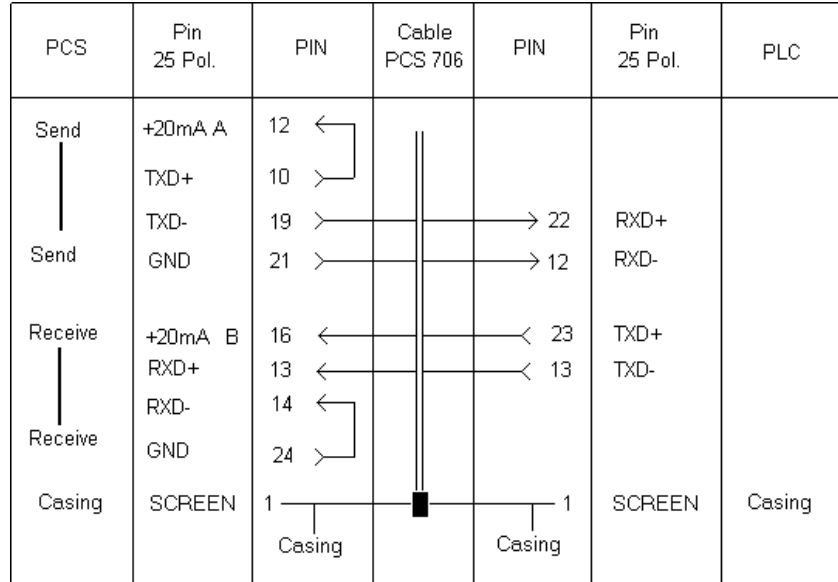 PCS Pin 25 Pol. PIN Cable PCS 706 PIN Pin 25 Pol. PLC
Send +20mA A 12
TXD+ 10
TXD- 19 22 RXD+
Send GND 21 12 RXD-
Receive +20mA B 16 23 TXD+
RXD+ 13 13 TXD-
RXD- 14
Receive GND 24
Casing SCREEN 1 1 SCREEN Casing
Casing Casing